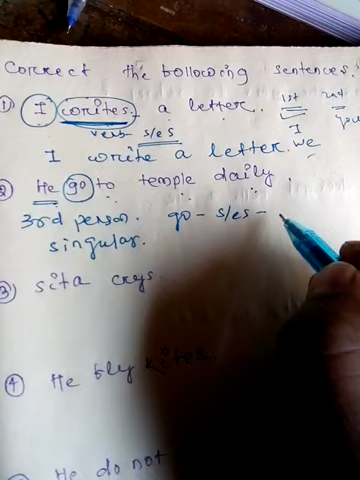 Correct the following sentences.
① I writes a letter. 1st 2nd
verb s/es I you
I write a letter. we
② He go to temple daily.
3rd person. go - s/es -
singular.
③ sita crys.
④ He fly kites.
He do not